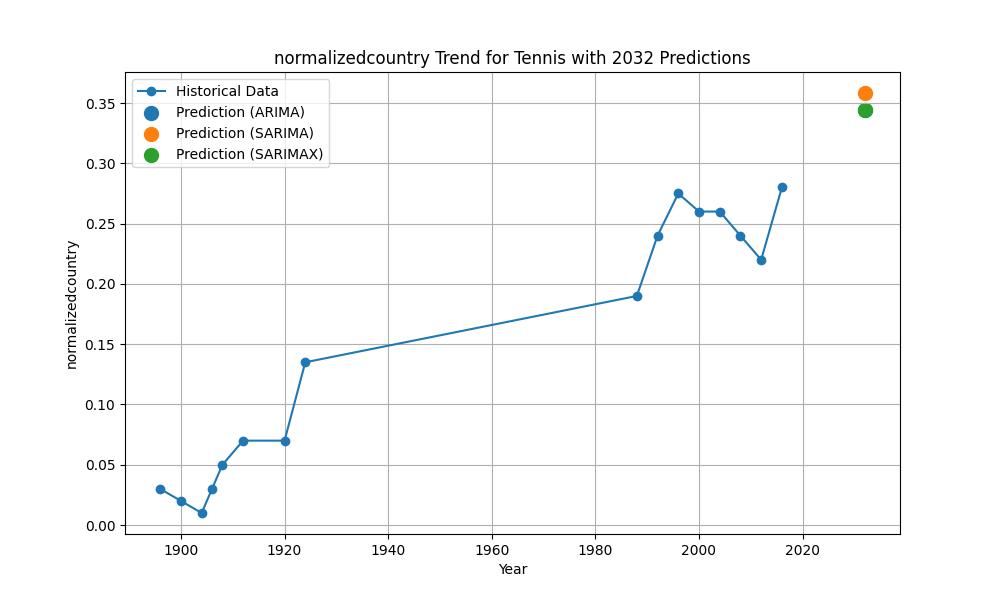 normalizedcountry Trend for Tennis with 2032 Predictions
Historical Data
Prediction (ARIMA)
Prediction (SARIMA)
Prediction (SARIMAX)
0.35
0.30
0.25
0.20
0.15
0.10
0.05
0.00
normalizedcountry
1900 1920 1940 1960 1980 2000 2020
Year